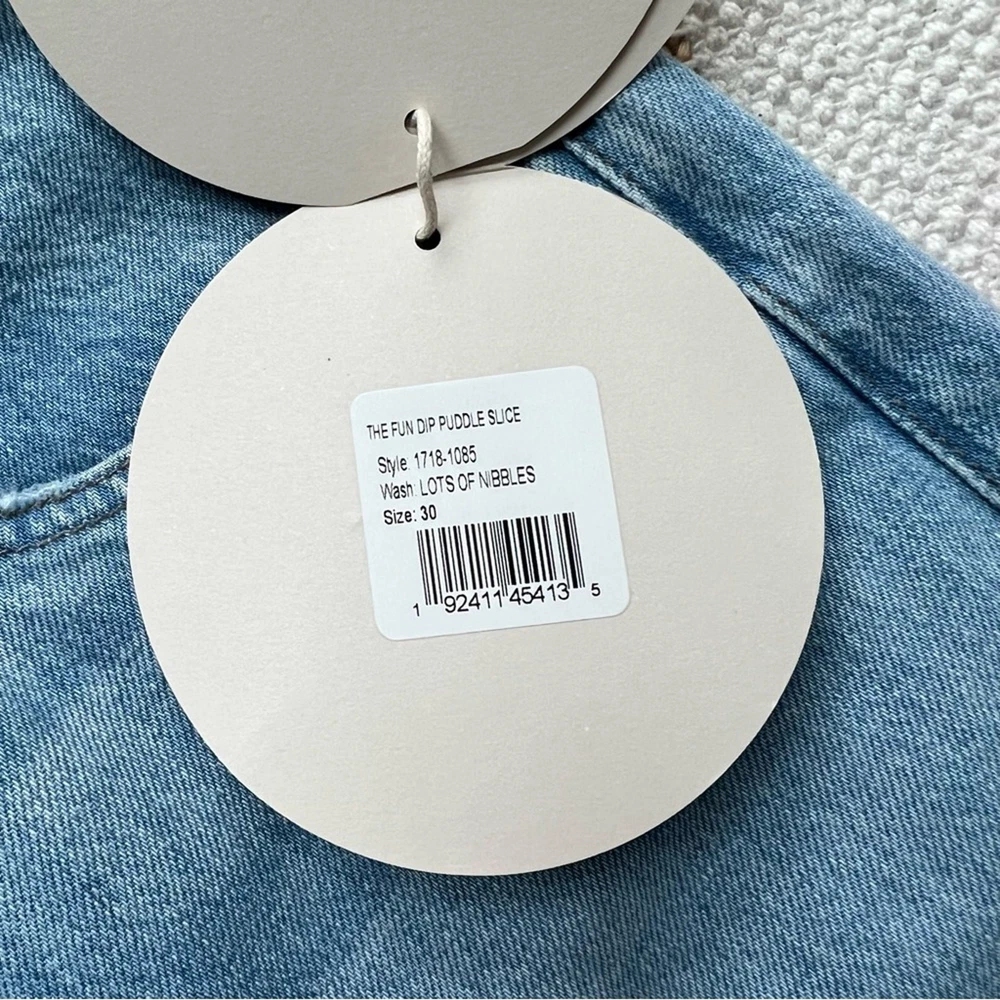 THE FUN DIP PUDDLE SLICE
Style: 1718-1085
Wash: LOTS OF NIBBLES
Size: 30
1 92411 45413 5